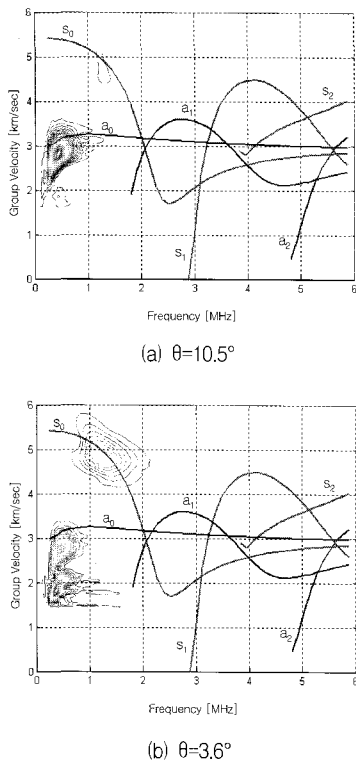 6
5
4
3
2
1
0
Group Velocity [km/sec]
s0
a0
a1
s2
s1
a2
0 1 2 3 4 5 6
Frequency [MHz]
(a) θ=10.5°
6
5
4
3
2
1
0
Group Velocity [km/sec]
s0
a0
a1
s2
s1
a2
0 1 2 3 4 5 6
Frequency [MHz]
(b) θ=3.6°